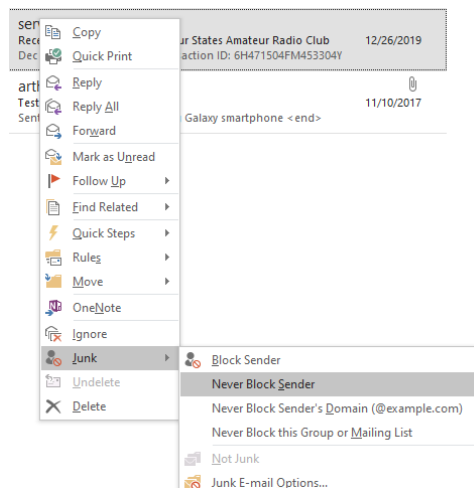 Copy
ur States Amateur Radio Club 12/26/2019
Quick Print
Dec action ID: 6H471504FM453304Y
Reply
Reply All
Test 11/10/2017
Sent Galaxy smartphone <end>
Forward
Mark as Unread
Follow Up
Find Related
Quick Steps
Rules
Move
OneNote
Ignore
Junk
Block Sender
Undelete
Never Block Sender
Delete
Never Block Sender's Domain (@example.com)
Never Block this Group or Mailing List
Not Junk
Junk E-mail Options...